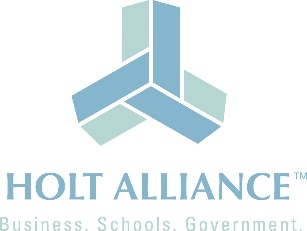 HOLT ALLIANCE™
Business. Schools. Government.